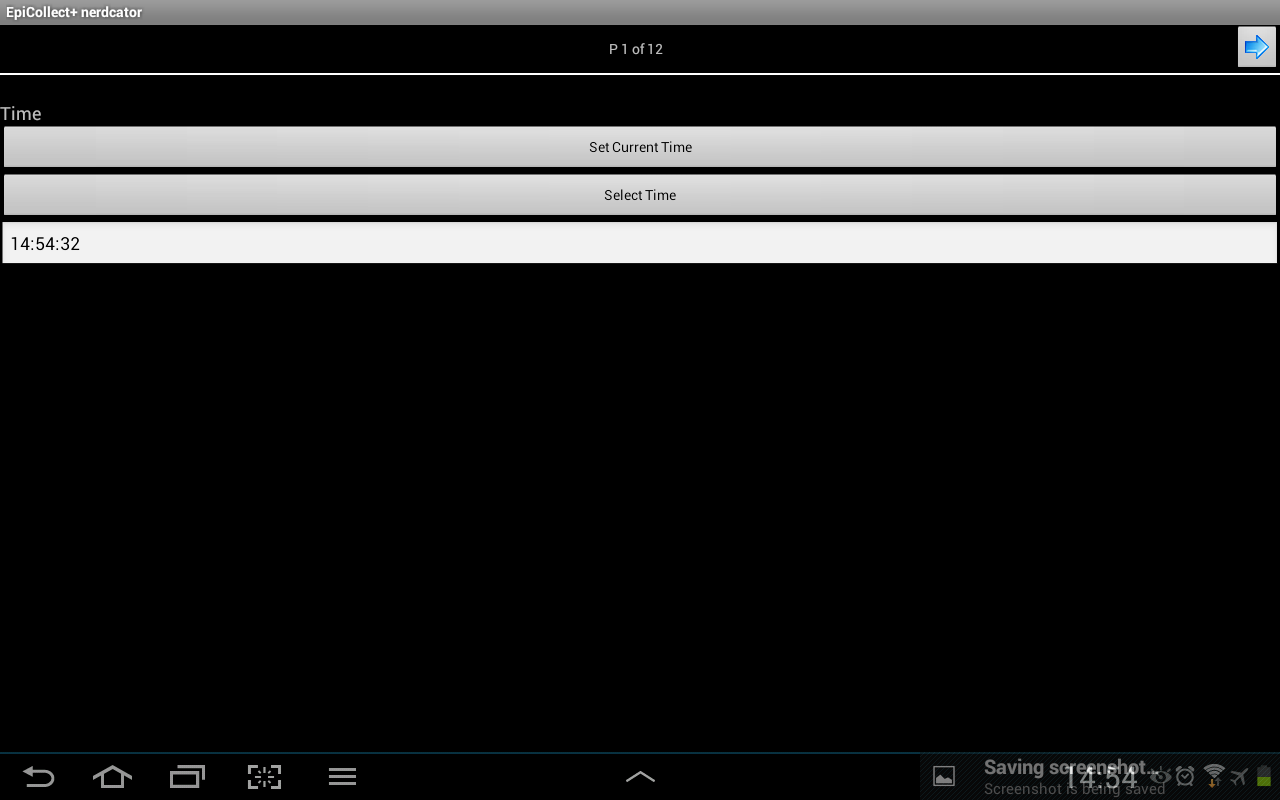 EpiCollect+ nerdcator
P 1 of 12
Time
Set Current Time
Select Time
14:54:32
Saving screenshot...
14:54
Screenshot is being saved